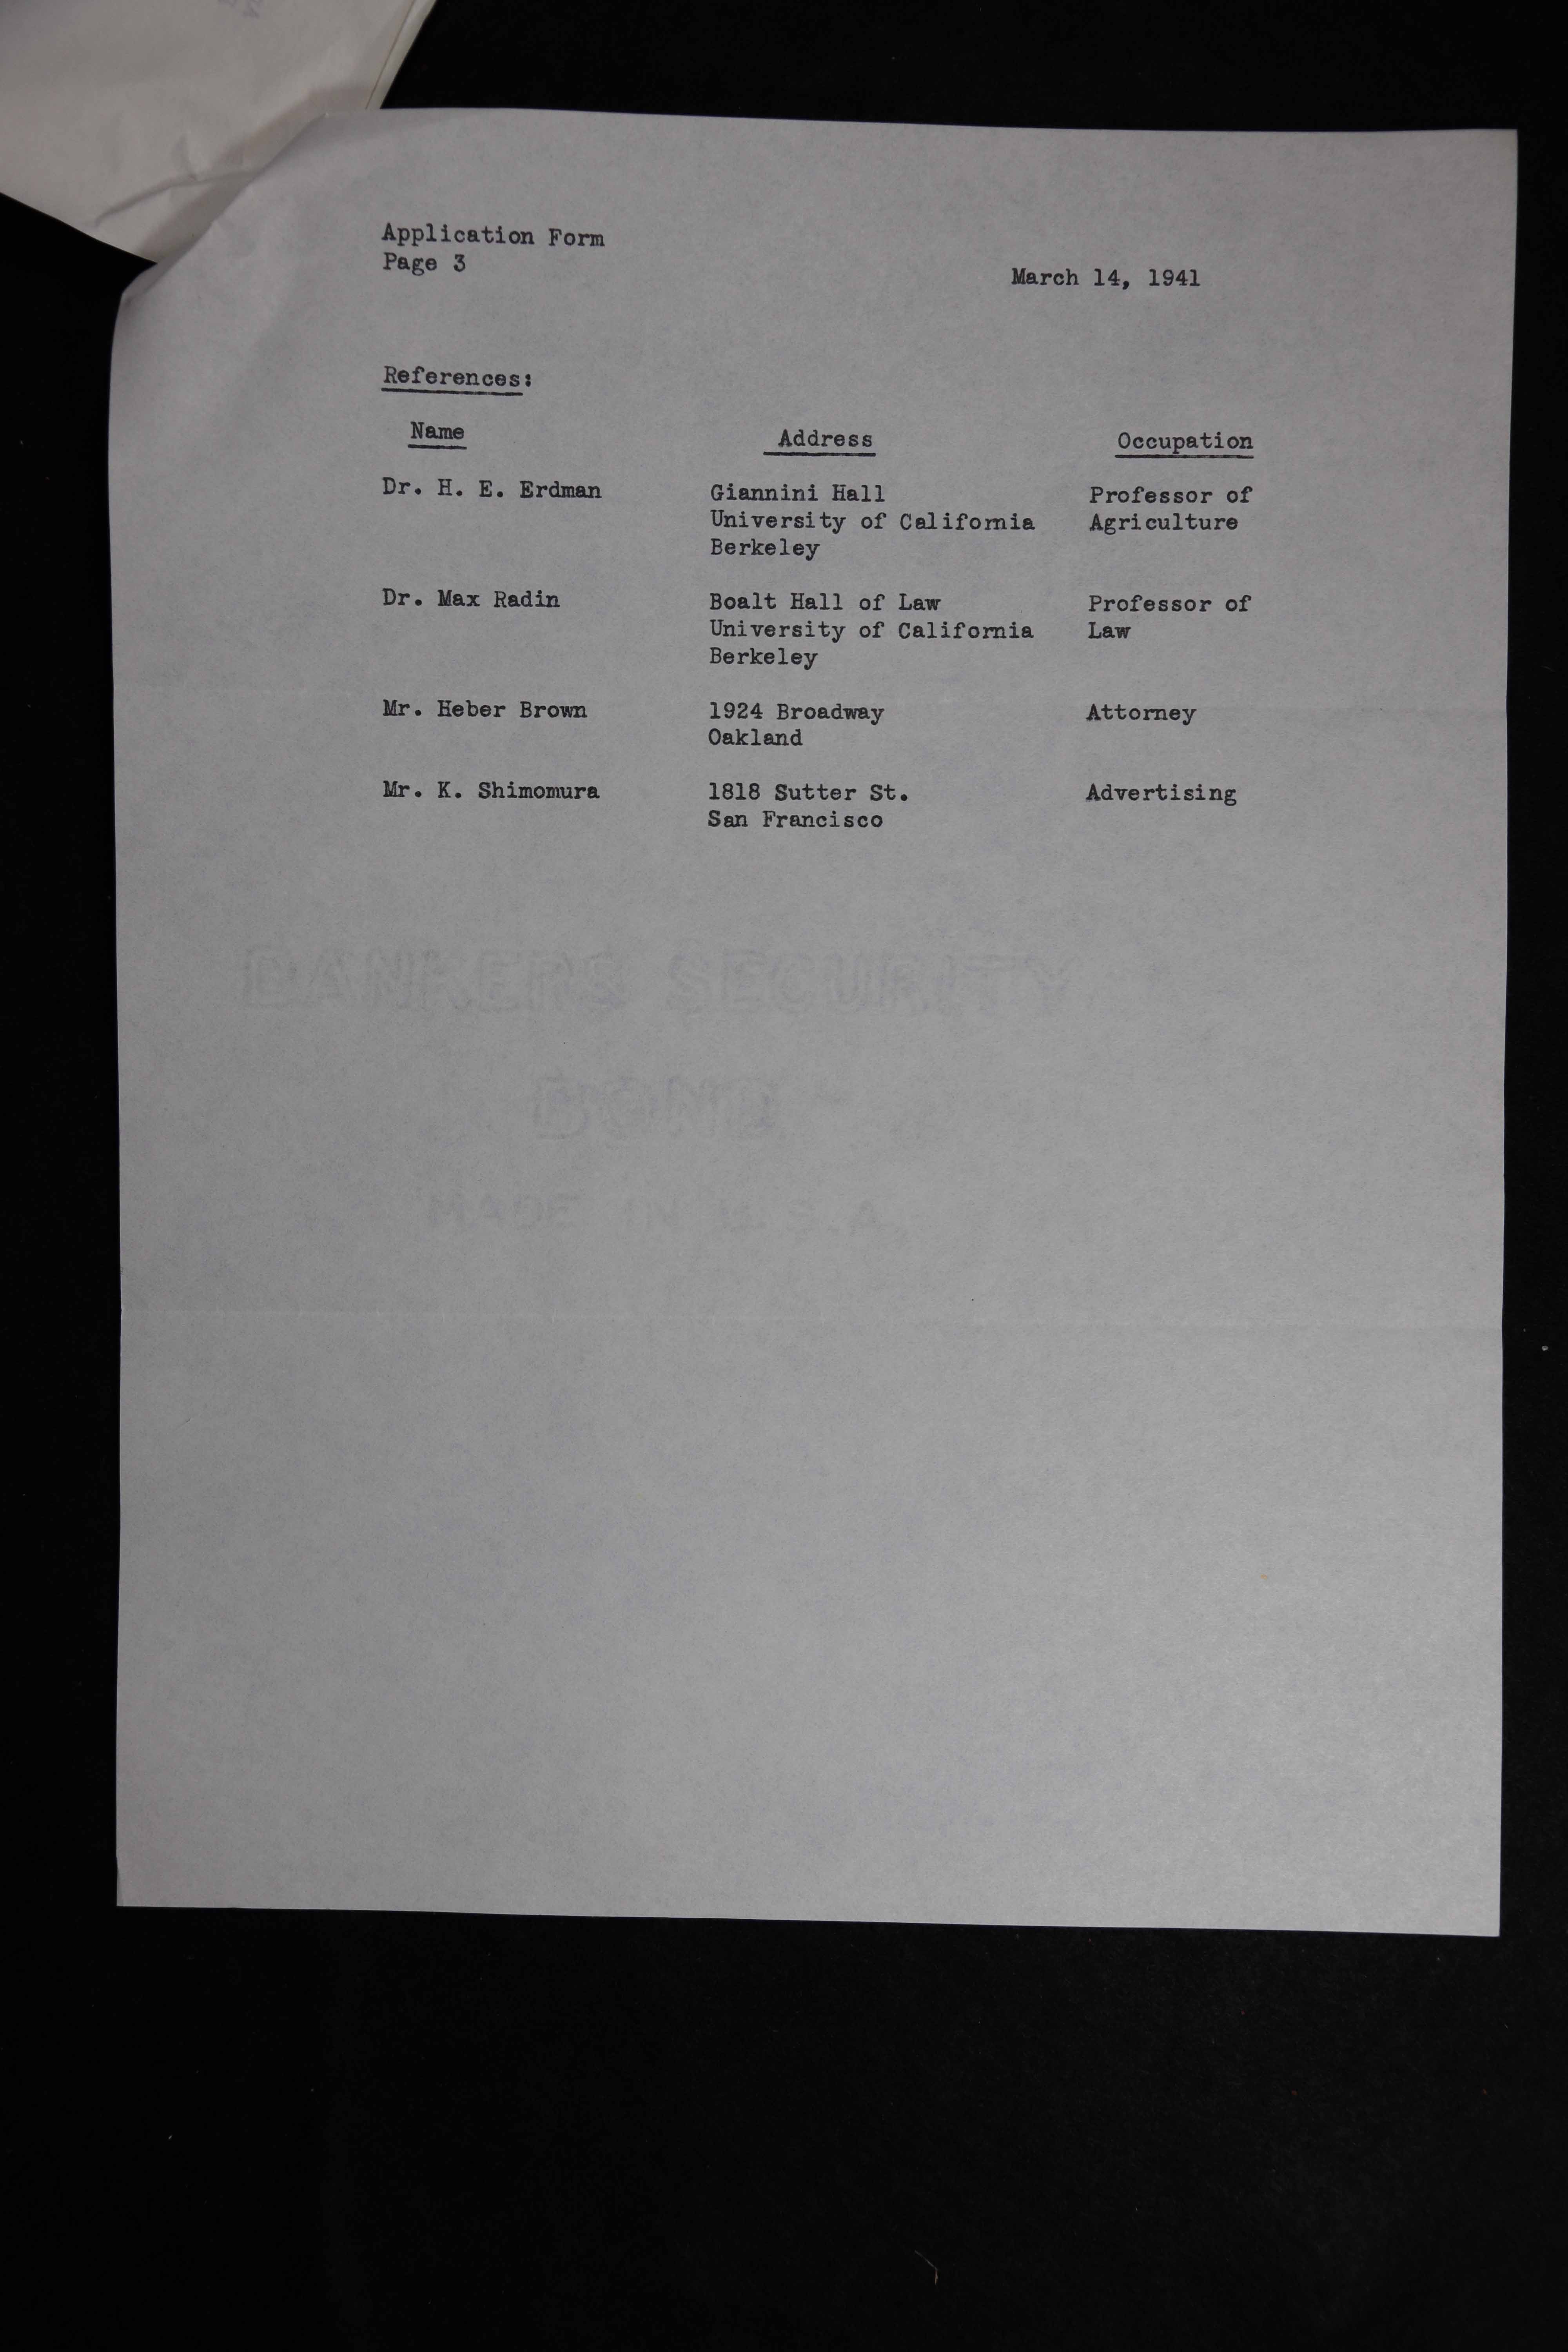 Application Form
Page 3
March 14, 1941
References:
Name Address Occupation
Dr. H. E. Erdman Giannini Hall Professor of
University of California Agriculture
Berkeley
Dr. Max Radin Boalt Hall of Law Professor of
University of California Law
Berkeley
Mr. Heber Brown 1924 Broadway Attorney
Oakland
Mr. K. Shimomura 1818 Sutter St. Advertising
San Francisco
BANKERS SECURITY
BOND
MADE IN U.S.A.